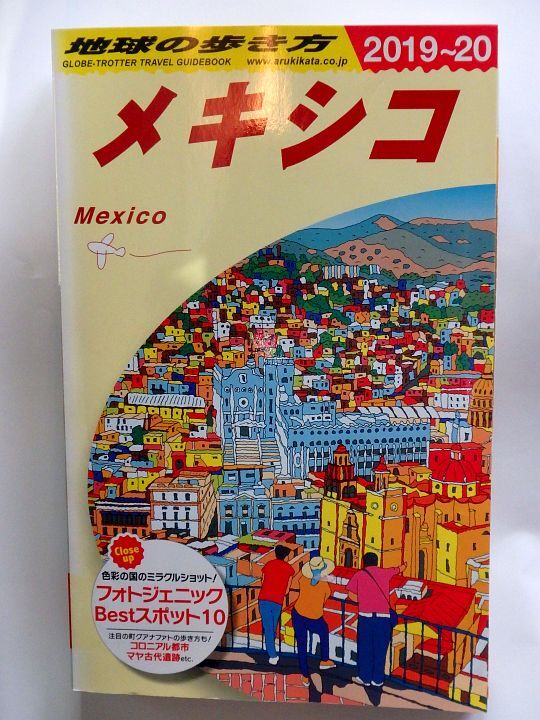 地球の歩き方
GLOBE-TROTTER TRAVEL GUIDEBOOK www.arukikata.co.jp
2019~20
メキシコ
Mexico
Close up
色彩の国のミラクルショット!
フォトジェニック
Bestスポット10
注目の町グアナファトの歩き方も!
コロニアル都市
マヤ古代遺跡etc.